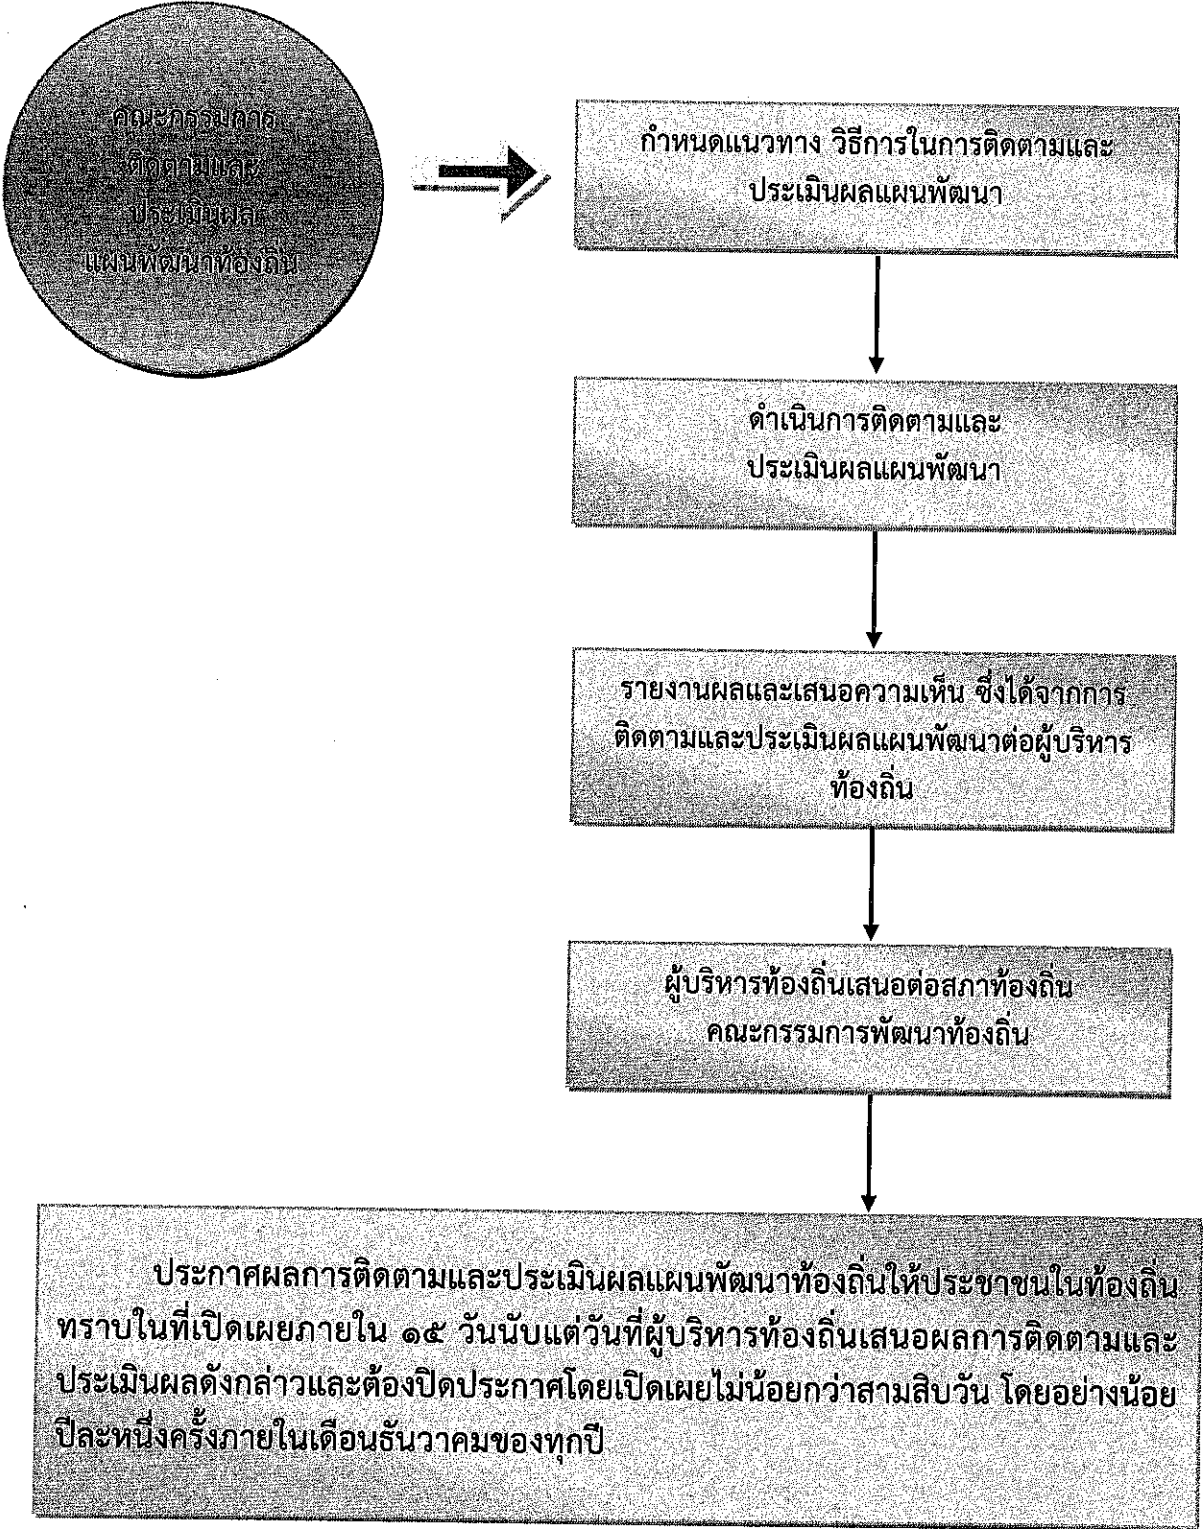 คณะกรรมการ
ติดตามและ
ประเมินผล
แผนพัฒนาท้องถิ่น
กำหนดแนวทาง วิธีการในการติดตามและ
ประเมินผลแผนพัฒนา
ดำเนินการติดตามและ
ประเมินผลแผนพัฒนา
รายงานผลและเสนอความเห็น ซึ่งได้จากการ
ติดตามและประเมินผลแผนพัฒนาต่อผู้บริหาร
ท้องถิ่น
ผู้บริหารท้องถิ่นเสนอต่อสภาท้องถิ่น
คณะกรรมการพัฒนาท้องถิ่น
ประกาศผลการติดตามและประเมินผลแผนพัฒนาท้องถิ่นให้ประชาชนในท้องถิ่น
ทราบในที่เปิดเผยภายใน ๑๕ วันนับแต่วันที่ผู้บริหารท้องถิ่นเสนอผลการติดตามและ
ประเมินผลดังกล่าวและต้องปิดประกาศโดยเปิดเผยไม่น้อยกว่าสามสิบวัน โดยอย่างน้อย
ปีละหนึ่งครั้งภายในเดือนธันวาคมของทุกปี